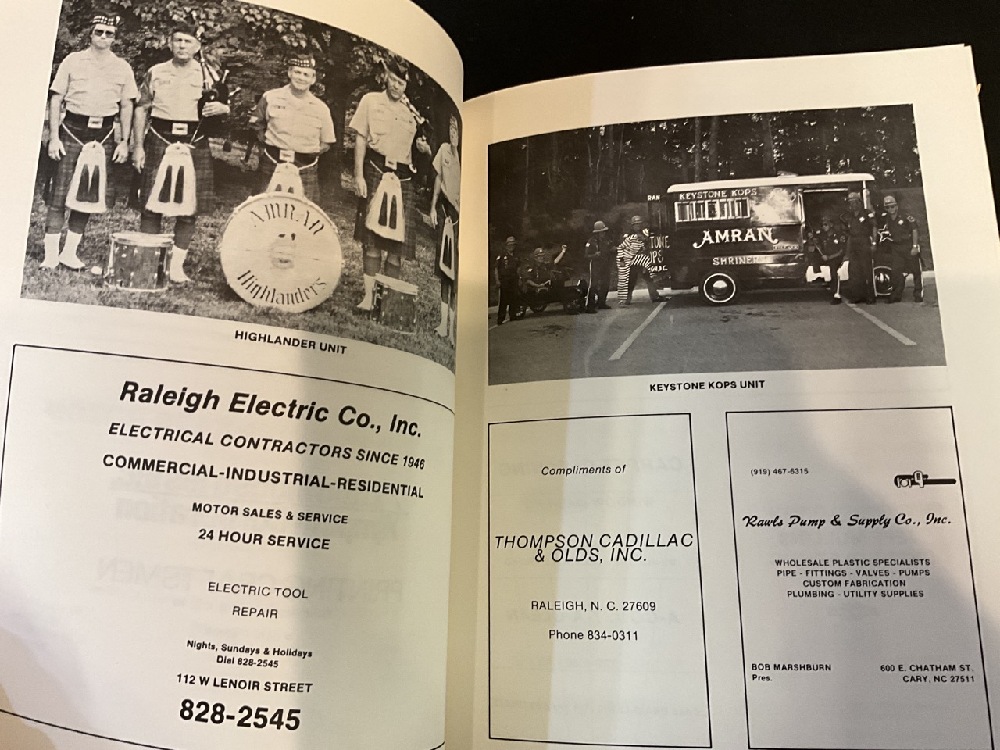 AMRAN
Highlanders
HIGHLANDER UNIT
Raleigh Electric Co., Inc.
ELECTRICAL CONTRACTORS SINCE 1946
COMMERCIAL-INDUSTRIAL-RESIDENTIAL
MOTOR SALES & SERVICE
24 HOUR SERVICE
ELECTRIC TOOL
REPAIR
Nights, Sundays & Holidays
Dial 828-2545
112 W LENOIR STREET
828-2545
KEYSTONE KOPS
AMRAN
KEYSTONE KOPS UNIT
Compliments of
THOMPSON CADILLAC
& OLDS, INC.
RALEIGH, N. C. 27609
Phone 834-0311
(919) 467-5315
Rawls Pump & Supply Co., Inc.
WHOLESALE PLASTIC SPECIALISTS
PIPE - FITTINGS - VALVES - PUMPS
CUSTOM FABRICATION
PLUMBING - UTILITY SUPPLIES
BOB MARSHBURN
Pres.
600 E. CHATHAM ST.
CARY, NC 27511